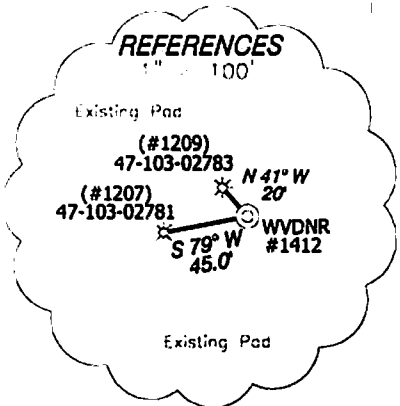 REFERENCES
1" = 100'
Existing Pad
(#1209)
47-103-02783
N 41° W
20'
(#1207)
47-103-02781
S 79° W
45.0'
WVDNR
#1412
Existing Pad